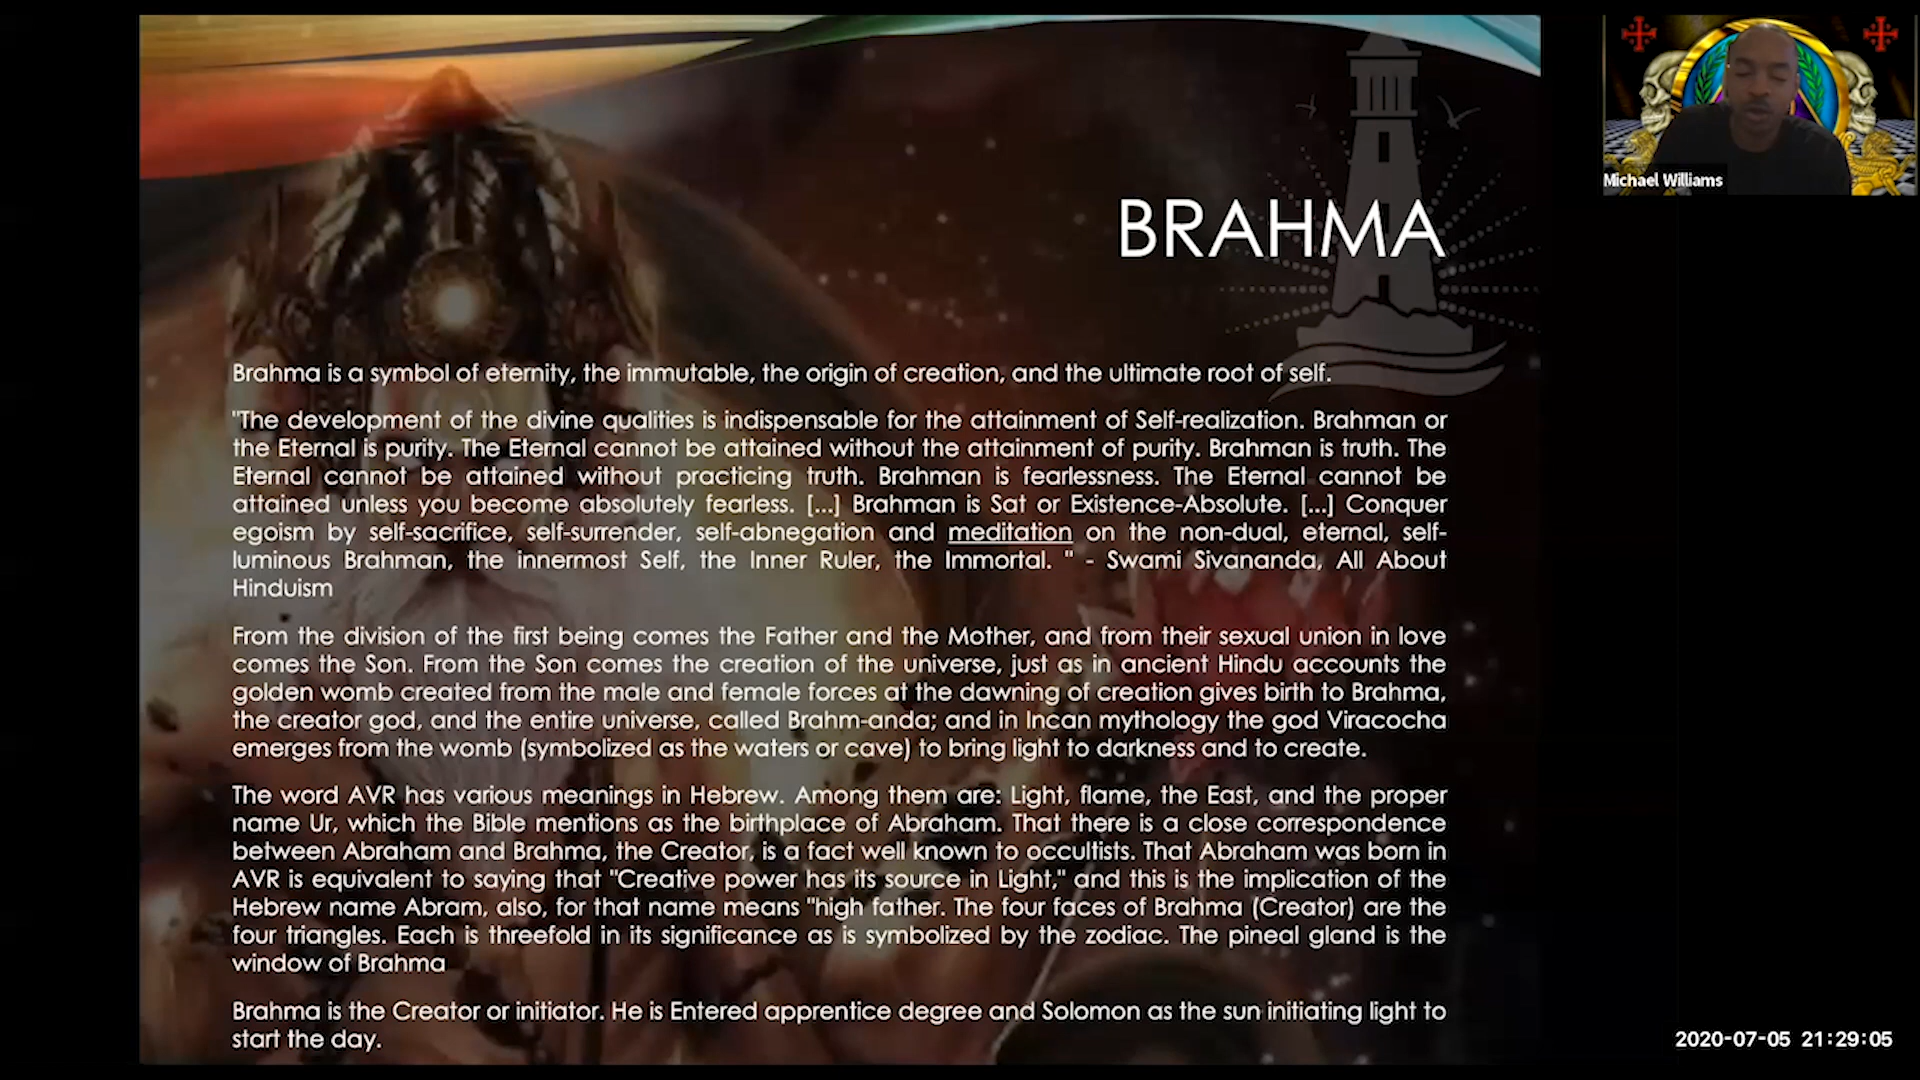 Michael Williams
BRAHMA
Brahma is a symbol of eternity, the immutable, the origin of creation, and the ultimate root of self.
"The development of the divine qualities is indispensable for the attainment of Self-realization. Brahman or
the Eternal is purity. The Eternal cannot be attained without the attainment of purity. Brahman is truth. The
Eternal cannot be attained without practicing truth. Brahman is fearlessness. The Eternal cannot be
attained unless you become absolutely fearless. [...] Brahman is Sat or Existence-Absolute. [...] Conquer
egoism by self-sacrifice, self-surrender, self-abnegation and meditation on the non-dual, eternal, self-
luminous Brahman, the innermost Self, the Inner Ruler, the Immortal. " - Swami Sivananda, All About
Hinduism
From the division of the first being comes the Father and the Mother, and from their sexual union in love
comes the Son. From the Son comes the creation of the universe, just as in ancient Hindu accounts the
golden womb created from the male and female forces at the dawning of creation gives birth to Brahma,
the creator god, and the entire universe, called Brahm-anda; and in Incan mythology the god Viracocha
emerges from the womb (symbolized as the waters or cave) to bring light to darkness and to create.
The word AVR has various meanings in Hebrew. Among them are: Light, flame, the East, and the proper
name Ur, which the Bible mentions as the birthplace of Abraham. That there is a close correspondence
between Abraham and Brahma, the Creator, is a fact well known to occultists. That Abraham was born in
AVR is equivalent to saying that "Creative power has its source in Light," and this is the implication of the
Hebrew name Abram, also, for that name means "high father. The four faces of Brahma (Creator) are the
four triangles. Each is threefold in its significance as is symbolized by the zodiac. The pineal gland is the
window of Brahma
Brahma is the Creator or initiator. He is Entered apprentice degree and Solomon as the sun initiating light to
start the day.
2020-07-05 21:29:05